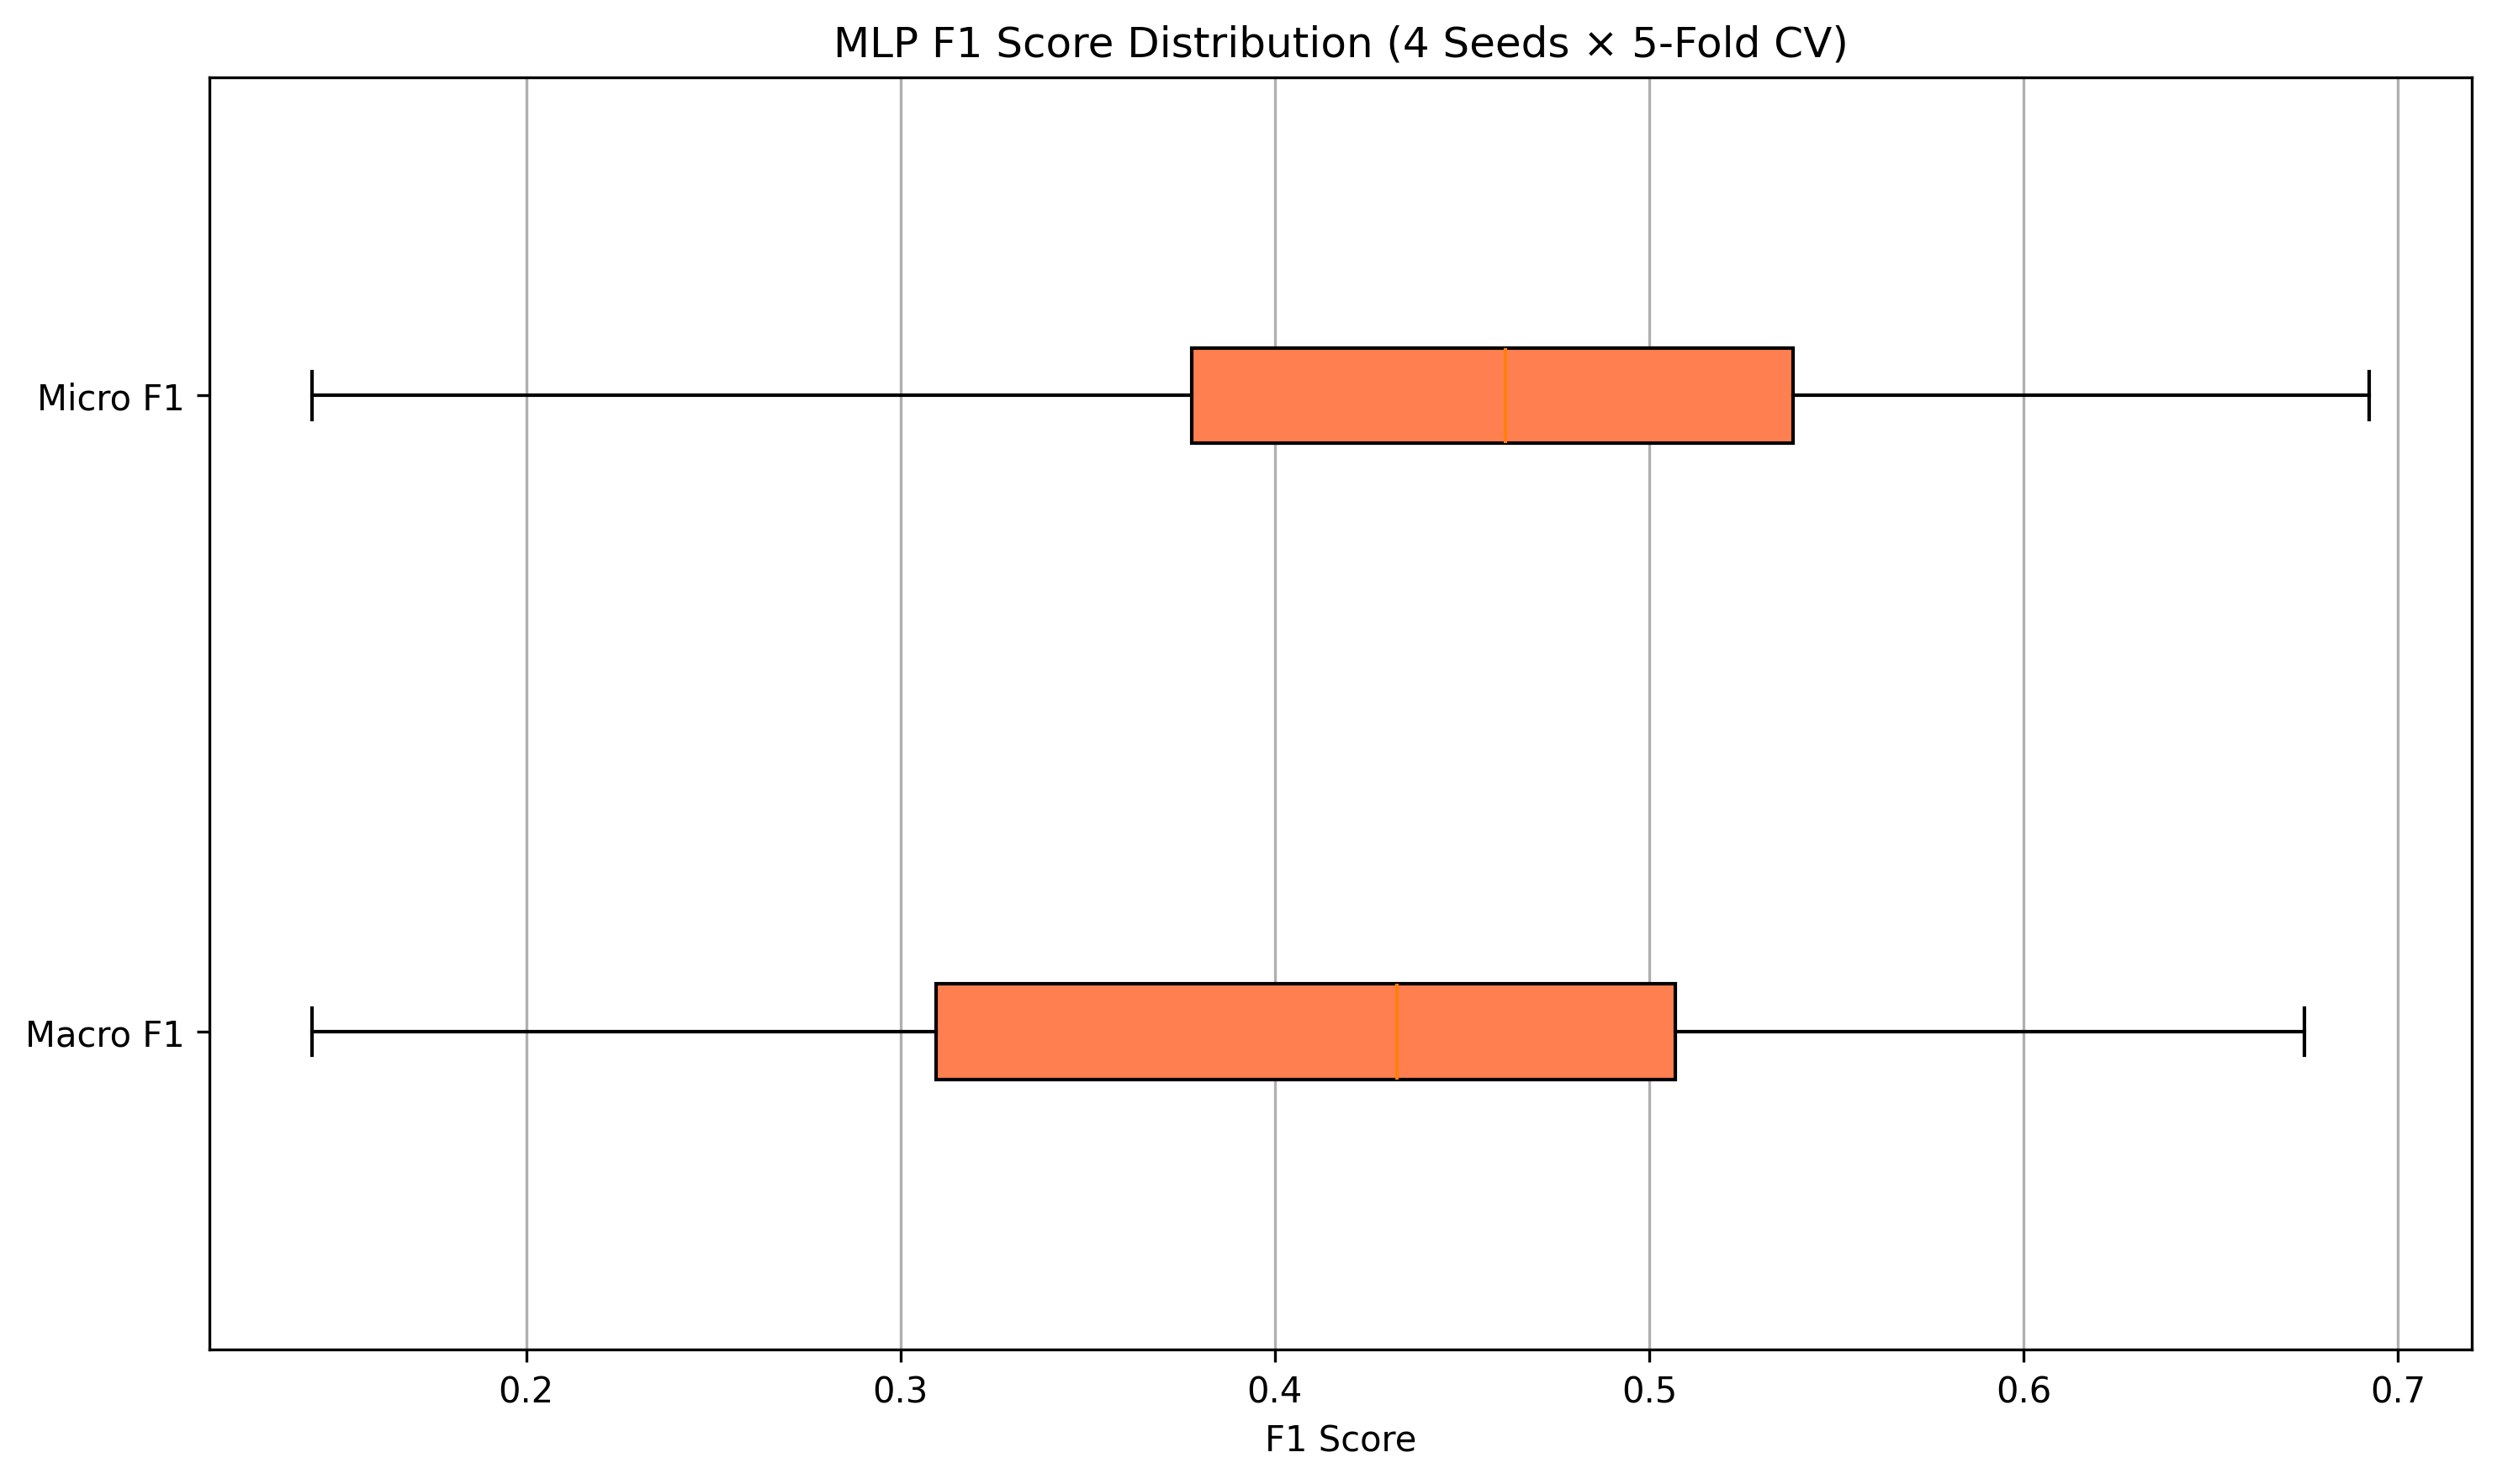 MLP F1 Score Distribution (4 Seeds × 5-Fold CV)
Micro F1
Macro F1
0.2 0.3 0.4 0.5 0.6 0.7
F1 Score